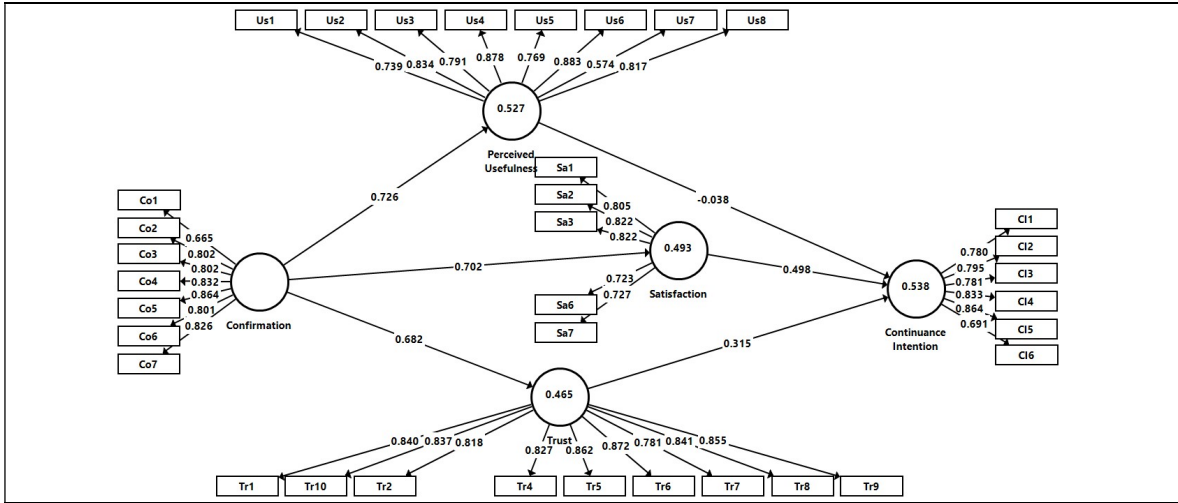 Us1 Us2 Us3 Us4 Us5 Us6 Us7 Us8
0.739 0.834 0.791 0.878 0.769 0.883 0.574 0.817
0.527
Perceived
Usefulness
Sa1
Sa2
Sa3
0.805
0.822
0.822
0.726
-0.038
Co1
Co2
Co3
Co4
Co5
Co6
Co7
0.665
0.802
0.802
0.832
0.864
0.801
0.826
Confirmation
0.702
0.493
Satisfaction
0.723
0.727
Sa6
Sa7
0.498
0.538
Continuance
Intention
0.780
0.795
0.781
0.833
0.864
0.691
CI1
CI2
CI3
CI4
CI5
CI6
0.682
0.315
0.465
Trust
0.840 0.837 0.818 0.827 0.862 0.872 0.781 0.841 0.855
Tr1 Tr10 Tr2 Tr4 Tr5 Tr6 Tr7 Tr8 Tr9